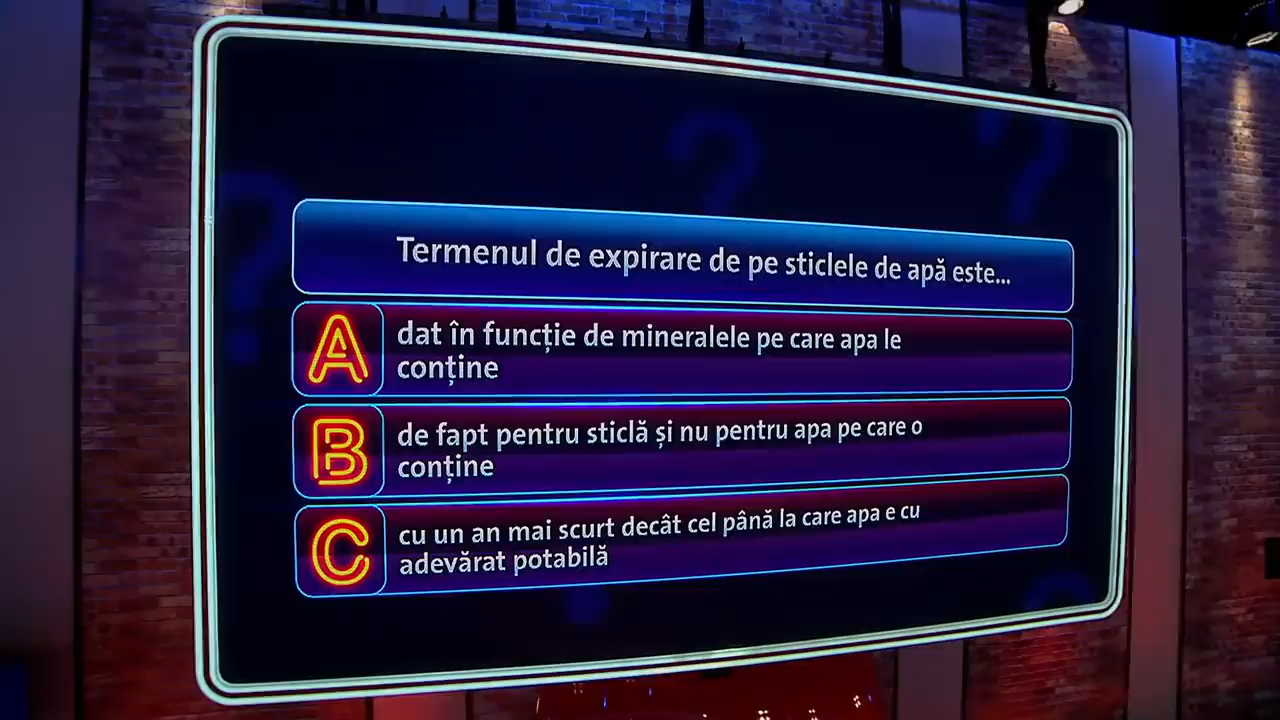 Termenul de expirare de pe sticlele de apă este...
A
dat în funcție de mineralele pe care apa le
conține
B
de fapt pentru sticlă și nu pentru apa pe care o
conține
C
cu un an mai scurt decât cel până la care apa e cu
adevărat potabilă